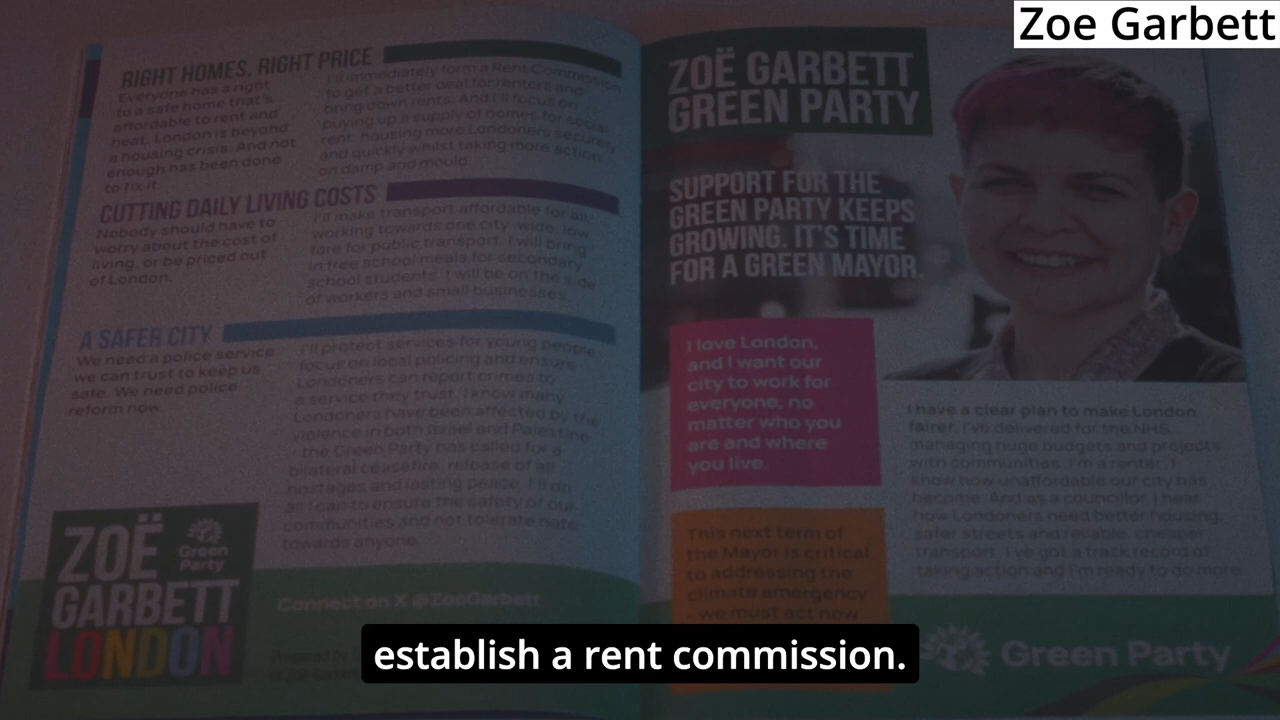 Zoe Garbett
RIGHT HOMES, RIGHT PRICE
Everyone has a right
to a safe home that's
affordable to rent and
heat. London is beyond
a housing crisis. And not
enough has been done
to fix it.
I'll immediately form a Rent Commission
to get a better deal for renters and
bring down rents. And I'll focus on
buying up a supply of homes for social
rent, housing more Londoners securely
and quickly whilst taking more action
on damp and mould.
CUTTING DAILY LIVING COSTS
Nobody should have to
worry about the cost of
living, or be priced out
of London.
I'll make transport affordable for all,
working towards one city-wide, low
fare for public transport. I will bring
in free school meals for secondary
school students. I will be on the side
of workers and small businesses.
A SAFER CITY
We need a police service
we can trust to keep us
safe. We need police
reform now.
I'll protect services for young people,
focus on local policing and ensure
Londoners can report crimes to
a service they trust. I know many
Londoners have been affected by the
violence in both Israel and Palestine
- the Green Party has called for a
bilateral ceasefire, release of all
hostages and lasting peace. I'll do
all I can to ensure the safety of our
communities and not tolerate hate
towards anyone.
ZOË
GARBETT
LONDON
Green
Party
Connect on X @ZoeGarbett
ZOË GARBETT
GREEN PARTY
SUPPORT FOR THE
GREEN PARTY KEEPS
GROWING. IT'S TIME
FOR A GREEN MAYOR.
I love London,
and I want our
city to work for
everyone, no
matter who you
are and where
you live.
This next term of
the Mayor is critical
to addressing the
climate emergency
- we must act now
I have a clear plan to make London
fairer. I've delivered for the NHS,
managing huge budgets and projects
with communities. I'm a renter, I
know how unaffordable our city has
become. And as a councillor, I hear
how Londoners need better housing,
safer streets and reliable, cheaper
transport. I've got a track record of
taking action and I'm ready to do more.
Green Party
establish a rent commission.